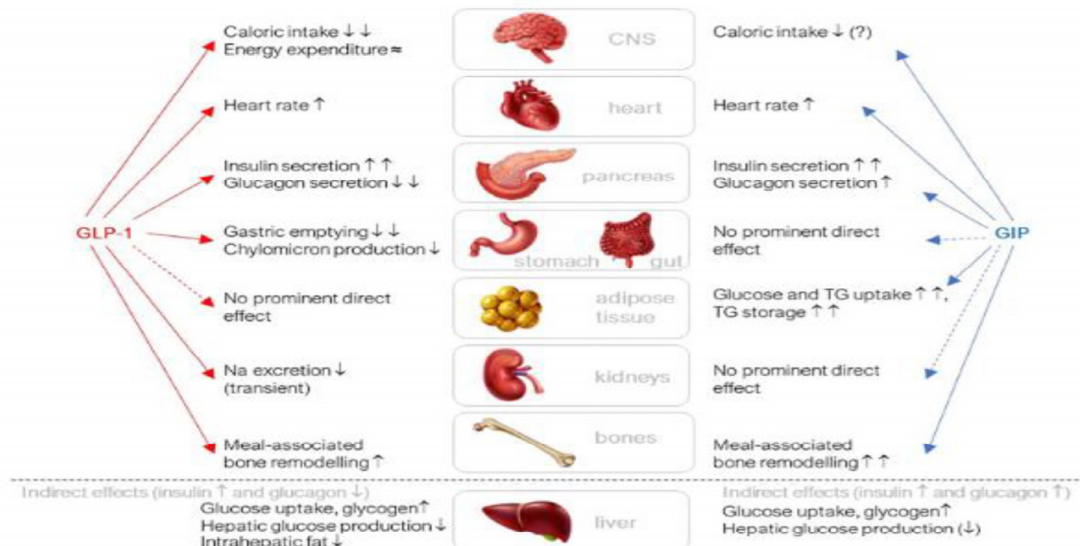 Caloric intake ↓ ↓
Energy expenditure ≈
CNS
Caloric intake ↓ (?)
Heart rate ↑
heart
Heart rate ↑
Insulin secretion ↑ ↑
Glucagon secretion ↓ ↓
pancreas
Insulin secretion ↑ ↑
Glucagon secretion ↑
GLP-1
Gastric emptying ↓ ↓
Chylomicron production ↓
stomach
gut
No prominent direct
effect
GIP
No prominent direct
effect
adipose
tissue
Glucose and TG uptake ↑ ↑,
TG storage ↑ ↑
Na excretion ↓
(transient)
kidneys
No prominent direct
effect
Meal-associated
bone remodelling ↑
bones
Meal-associated
bone remodelling ↑ ↑
Indirect effects (insulin ↑ and glucagon ↓)
Glucose uptake, glycogen ↑
Hepatic glucose production ↓
Intrahepatic fat ↓
liver
Indirect effects (insulin ↑ and glucagon ↑)
Glucose uptake, glycogen ↑
Hepatic glucose production (↓)